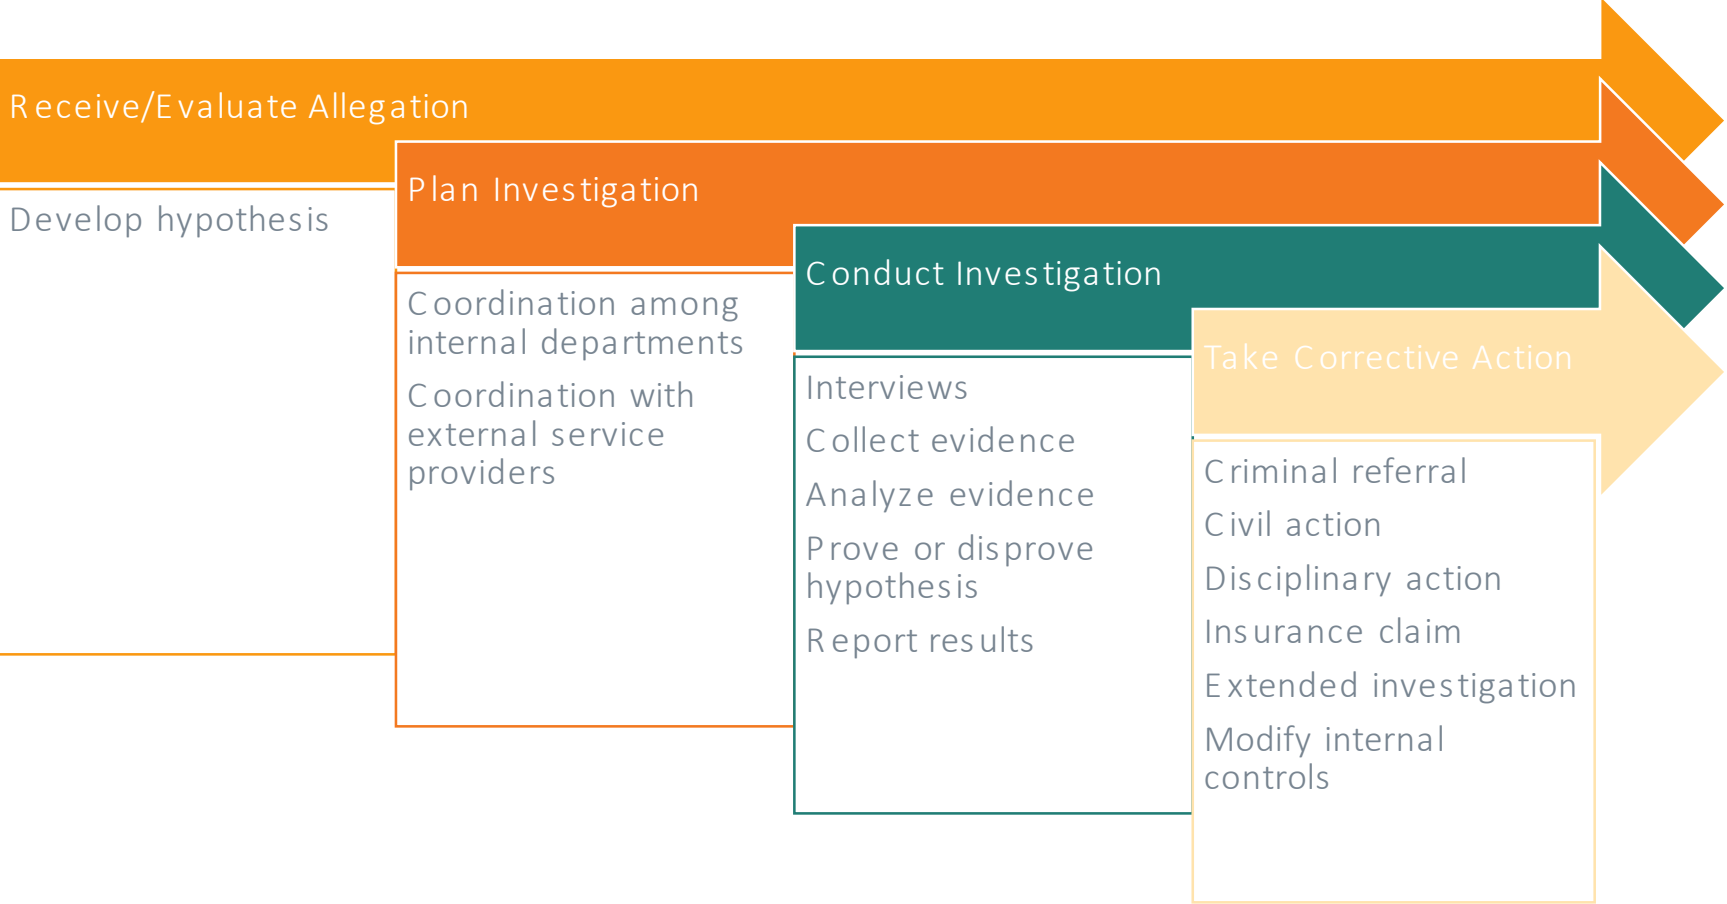 Receive/Evaluate Allegation
Develop hypothesis
Plan Investigation
Coordination among
internal departments
Coordination with
external service
providers
Conduct Investigation
Interviews
Collect evidence
Analyze evidence
Prove or disprove
hypothesis
Report results
Take Corrective Action
Criminal referral
Civil action
Disciplinary action
Insurance claim
Extended investigation
Modify internal
controls